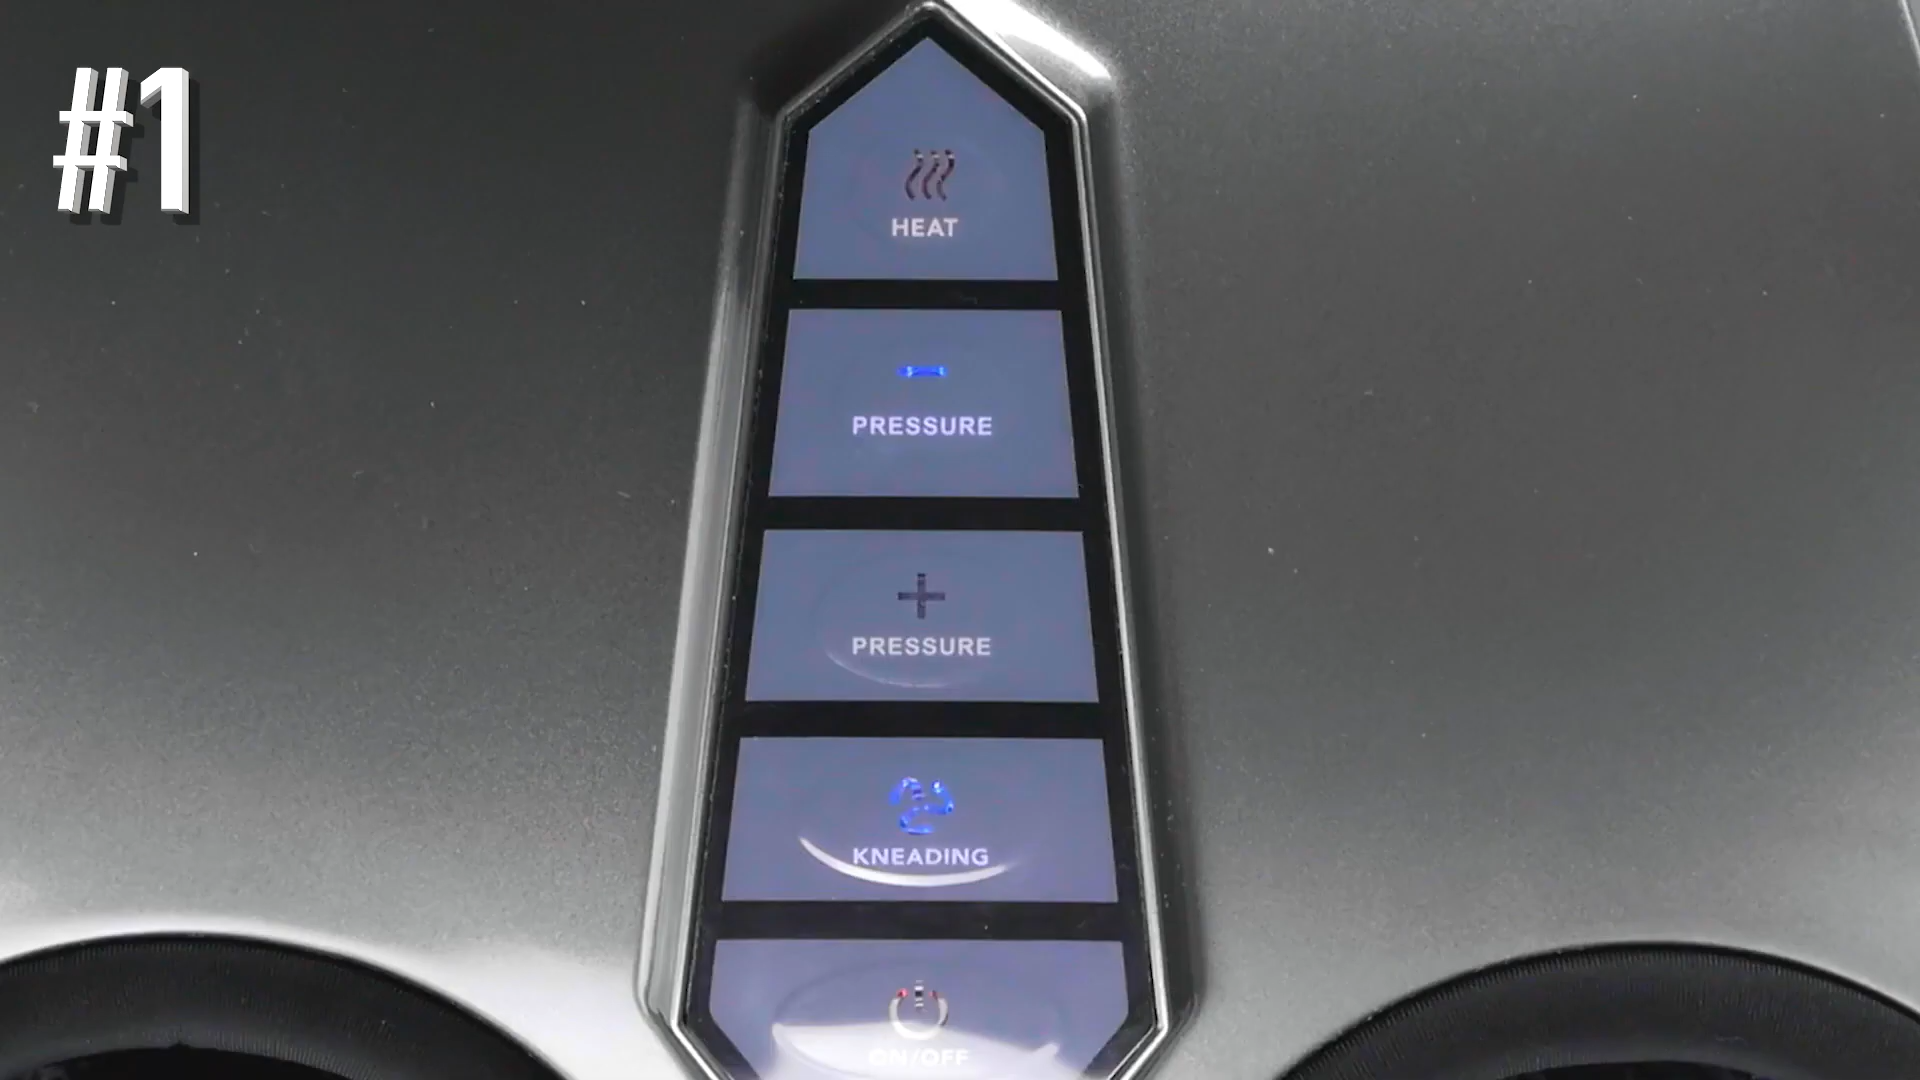 #1
HEAT
PRESSURE
PRESSURE
KNEADING
ON/OFF